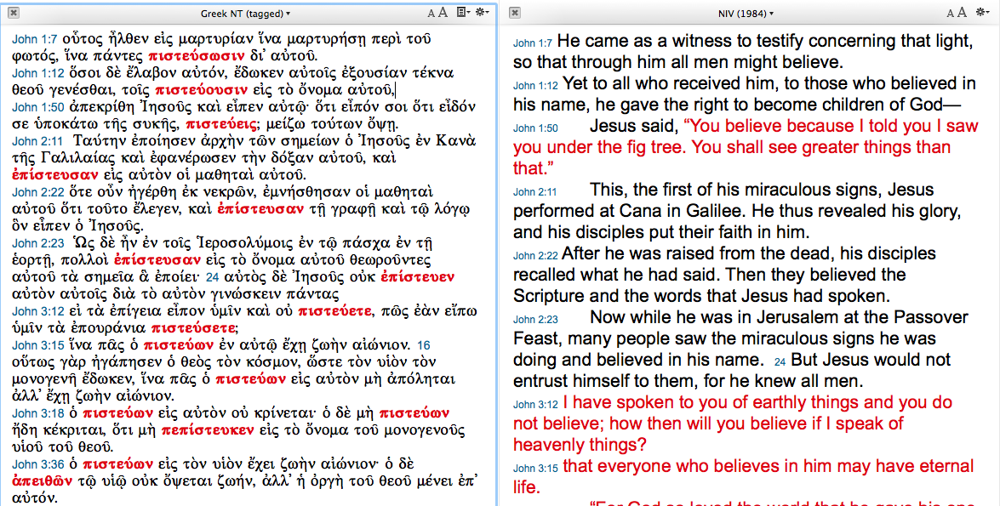 Greek NT (tagged)
A A
John 1:7 οὗτος ἦλθεν εἰς μαρτυρίαν ἵνα μαρτυρήσῃ περὶ τοῦ
φωτός, ἵνα πάντες πιστεύσωσιν δι’ αὐτοῦ.
John 1:12 ὅσοι δὲ ἔλαβον αὐτόν, ἔδωκεν αὐτοῖς ἐξουσίαν τέκνα
θεοῦ γενέσθαι, τοῖς πιστεύουσιν εἰς τὸ ὄνομα αὐτοῦ,
John 1:50 ἀπεκρίθη Ἰησοῦς καὶ εἶπεν αὐτῷ· ὅτι εἶπόν σοι ὅτι εἶδόν
σε ὑποκάτω τῆς συκῆς, πιστεύεις; μείζω τούτων ὄψῃ.
John 2:11 Ταύτην ἐποίησεν ἀρχὴν τῶν σημείων ὁ Ἰησοῦς ἐν Κανὰ
τῆς Γαλιλαίας καὶ ἐφανέρωσεν τὴν δόξαν αὐτοῦ, καὶ
ἐπίστευσαν εἰς αὐτὸν οἱ μαθηταὶ αὐτοῦ.
John 2:22 ὅτε οὖν ἠγέρθη ἐκ νεκρῶν, ἐμνήσθησαν οἱ μαθηταὶ
αὐτοῦ ὅτι τοῦτο ἔλεγεν, καὶ ἐπίστευσαν τῇ γραφῇ καὶ τῷ λόγῳ
ὃν εἶπεν ὁ Ἰησοῦς.
John 2:23 Ὡς δὲ ἦν ἐν τοῖς Ἱεροσολύμοις ἐν τῷ πάσχα ἐν τῇ
ἑορτῇ, πολλοὶ ἐπίστευσαν εἰς τὸ ὄνομα αὐτοῦ θεωροῦντες
αὐτοῦ τὰ σημεῖα ἃ ἐποίει· 24 αὐτὸς δὲ Ἰησοῦς οὐκ ἐπίστευεν
αὐτὸν αὐτοῖς διὰ τὸ αὐτὸν γινώσκειν πάντας
John 3:12 εἰ τὰ ἐπίγεια εἶπον ὑμῖν καὶ οὐ πιστεύετε, πῶς ἐὰν εἴπω
ὑμῖν τὰ ἐπουράνια πιστεύσετε;
John 3:15 ἵνα πᾶς ὁ πιστεύων ἐν αὐτῷ ἔχῃ ζωὴν αἰώνιον. 16
οὕτως γὰρ ἠγάπησεν ὁ θεὸς τὸν κόσμον, ὥστε τὸν υἱὸν τὸν
μονογενῆ ἔδωκεν, ἵνα πᾶς ὁ πιστεύων εἰς αὐτὸν μὴ ἀπόληται
ἀλλ’ ἔχῃ ζωὴν αἰώνιον.
John 3:18 ὁ πιστεύων εἰς αὐτὸν οὐ κρίνεται· ὁ δὲ μὴ πιστεύων
ἤδη κέκριται, ὅτι μὴ πεπίστευκεν εἰς τὸ ὄνομα τοῦ μονογενοῦς
υἱοῦ τοῦ θεοῦ.
John 3:36 ὁ πιστεύων εἰς τὸν υἱὸν ἔχει ζωὴν αἰώνιον· ὁ δὲ
ἀπειθῶν τῷ υἱῷ οὐκ ὄψεται ζωήν, ἀλλ’ ἡ ὀργὴ τοῦ θεοῦ μένει ἐπ’
αὐτόν.
NIV (1984)
A A
John 1:7 He came as a witness to testify concerning that light,
so that through him all men might believe.
John 1:12 Yet to all who received him, to those who believed in
his name, he gave the right to become children of God—
John 1:50 Jesus said, “You believe because I told you I saw
you under the fig tree. You shall see greater things than
that.”
John 2:11 This, the first of his miraculous signs, Jesus
performed at Cana in Galilee. He thus revealed his glory,
and his disciples put their faith in him.
John 2:22 After he was raised from the dead, his disciples
recalled what he had said. Then they believed the
Scripture and the words that Jesus had spoken.
John 2:23 Now while he was in Jerusalem at the Passover
Feast, many people saw the miraculous signs he was
doing and believed in his name. 24 But Jesus would not
entrust himself to them, for he knew all men.
John 3:12 I have spoken to you of earthly things and you do
not believe; how then will you believe if I speak of
heavenly things?
John 3:15 that everyone who believes in him may have eternal
life.
“For God so loved the world that he gave his one